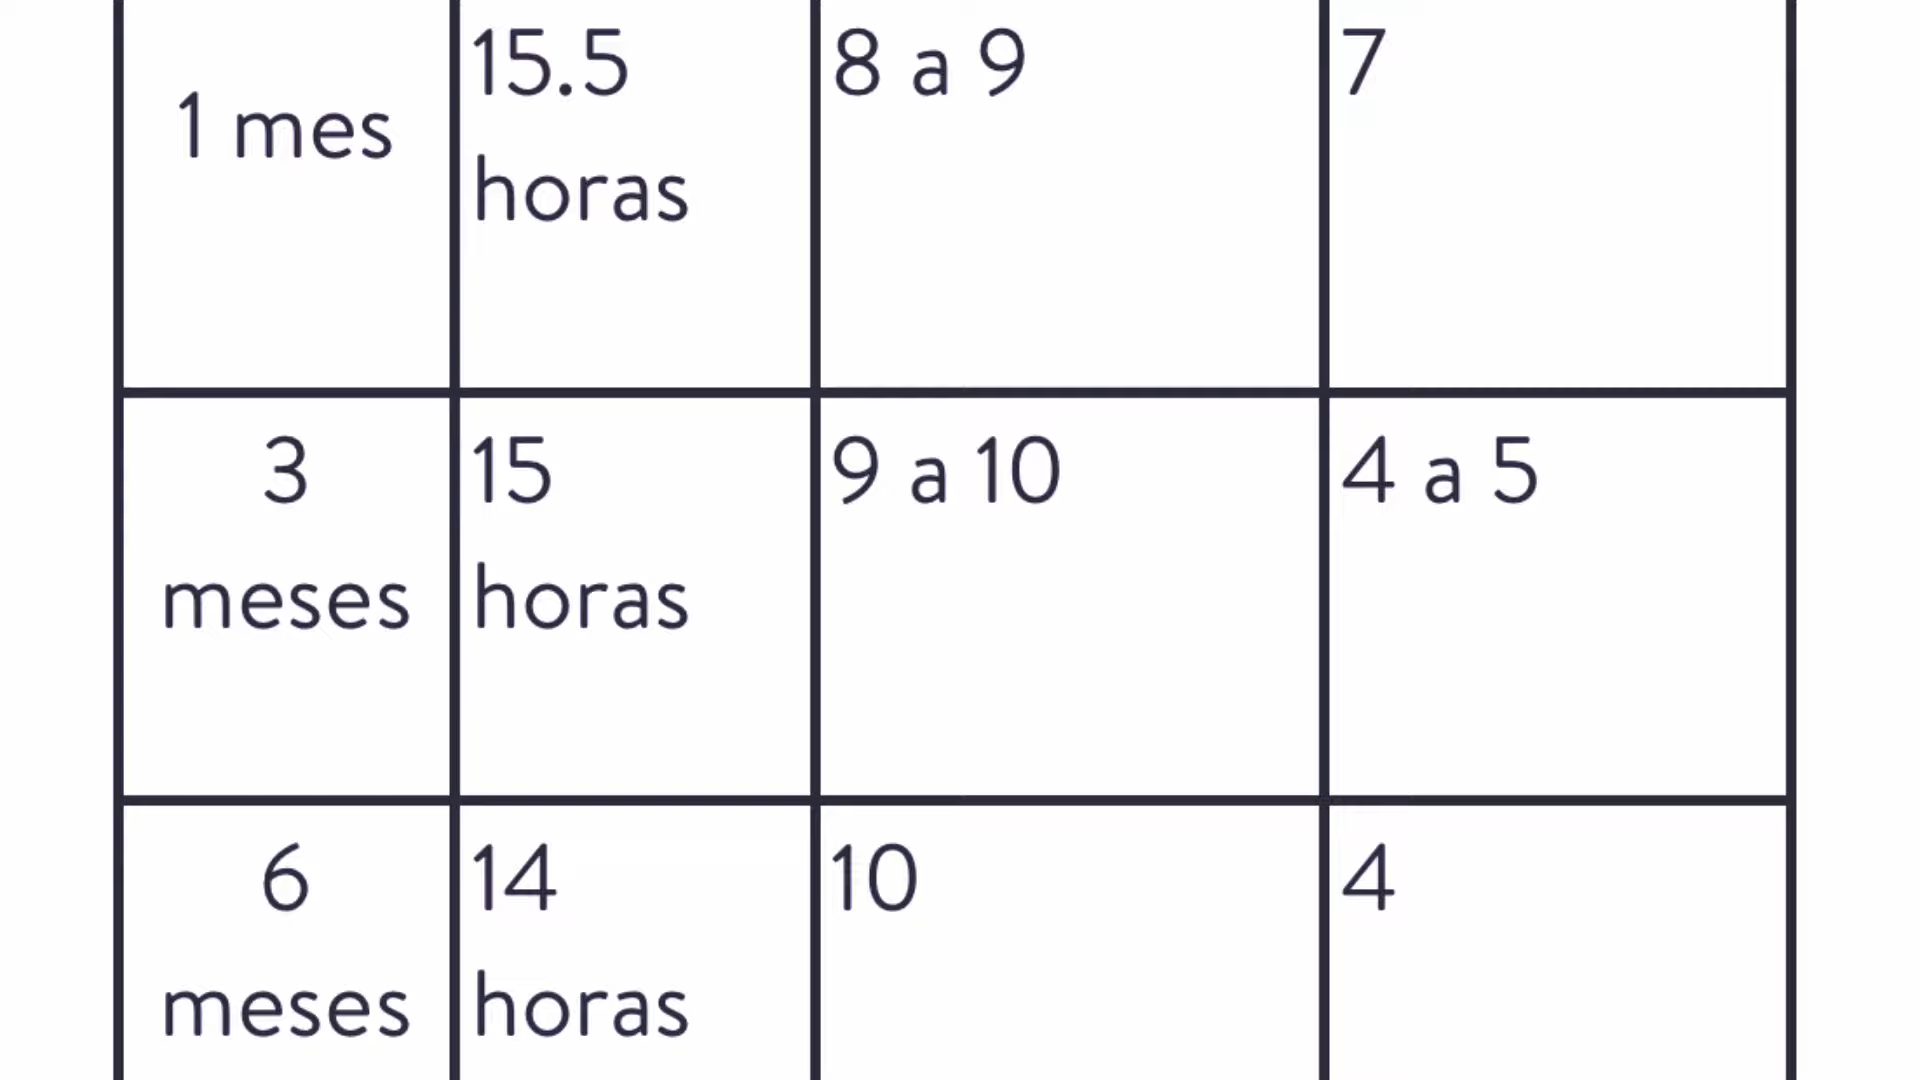 1 mes
15.5
horas
8 a 9
7
3
meses
15
horas
9 a 10
4 a 5
6
meses
14
horas
10
4